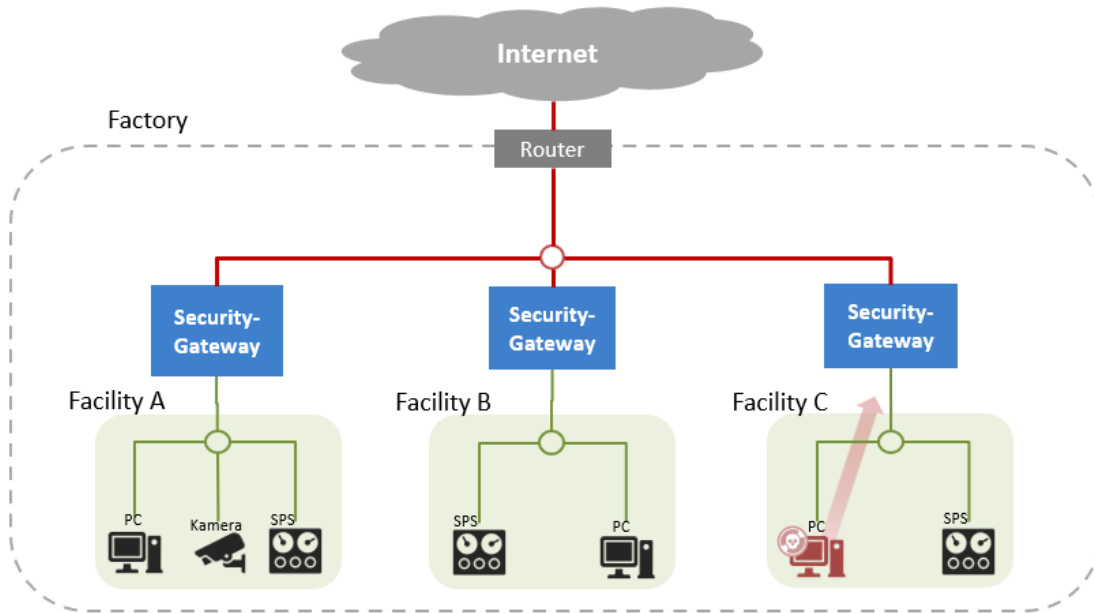 Internet
Factory
Router
Security-
Gateway
Security-
Gateway
Security-
Gateway
Facility A
Facility B
Facility C
PC
Kamera
SPS
SPS
PC
PC
SPS